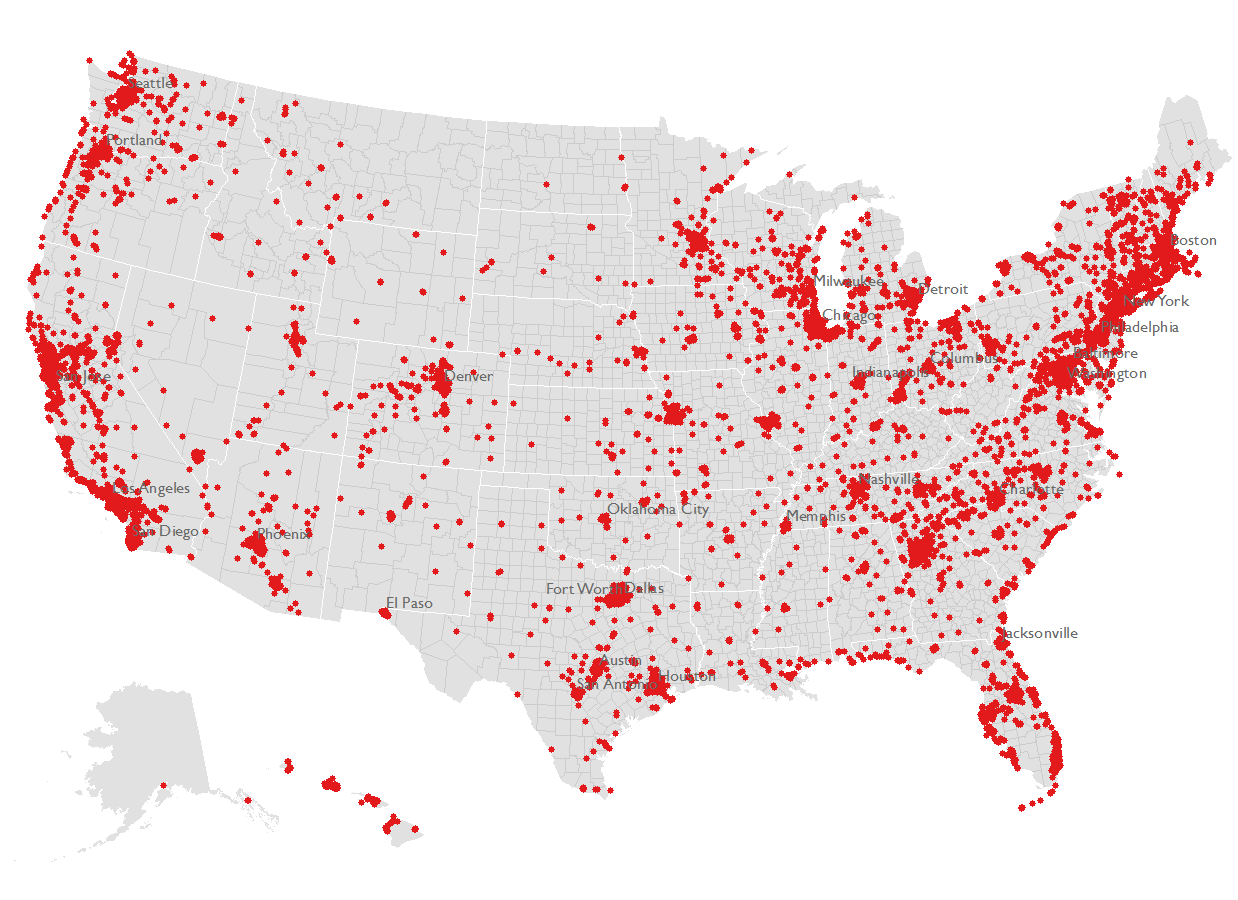 Seattle
Portland
Boston
Milwaukee
Detroit
New York
Chicago
Philadelphia
Baltimore
Columbus
Washington
Indianapolis
San Jose
Denver
Nashville
Los Angeles
Charlotte
Oklahoma City
Memphis
San Diego
Phoenix
Fort Worth
Dallas
El Paso
Jacksonville
Austin
Houston
San Antonio